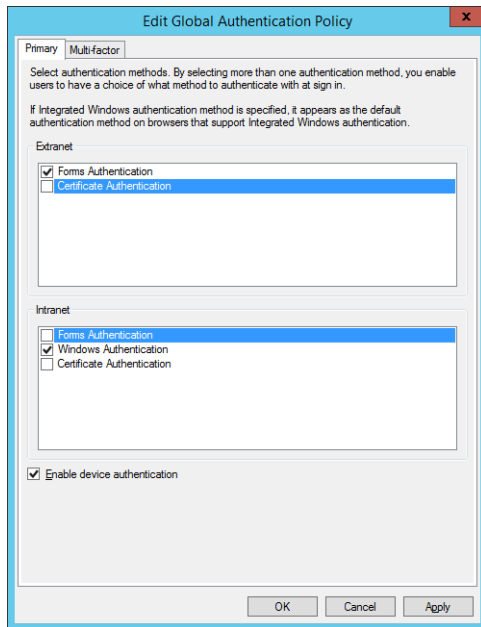 Edit Global Authentication Policy
x
Primary
Multi-factor
Select authentication methods. By selecting more than one authentication method, you enable
users to have a choice of what method to authenticate with at sign in.
If Integrated Windows authentication method is specified, it appears as the default
authentication method on browsers that support Integrated Windows authentication.
Extranet
Forms Authentication
Certificate Authentication
Intranet
Forms Authentication
Windows Authentication
Certificate Authentication
Enable device authentication
OK
Cancel
Apply